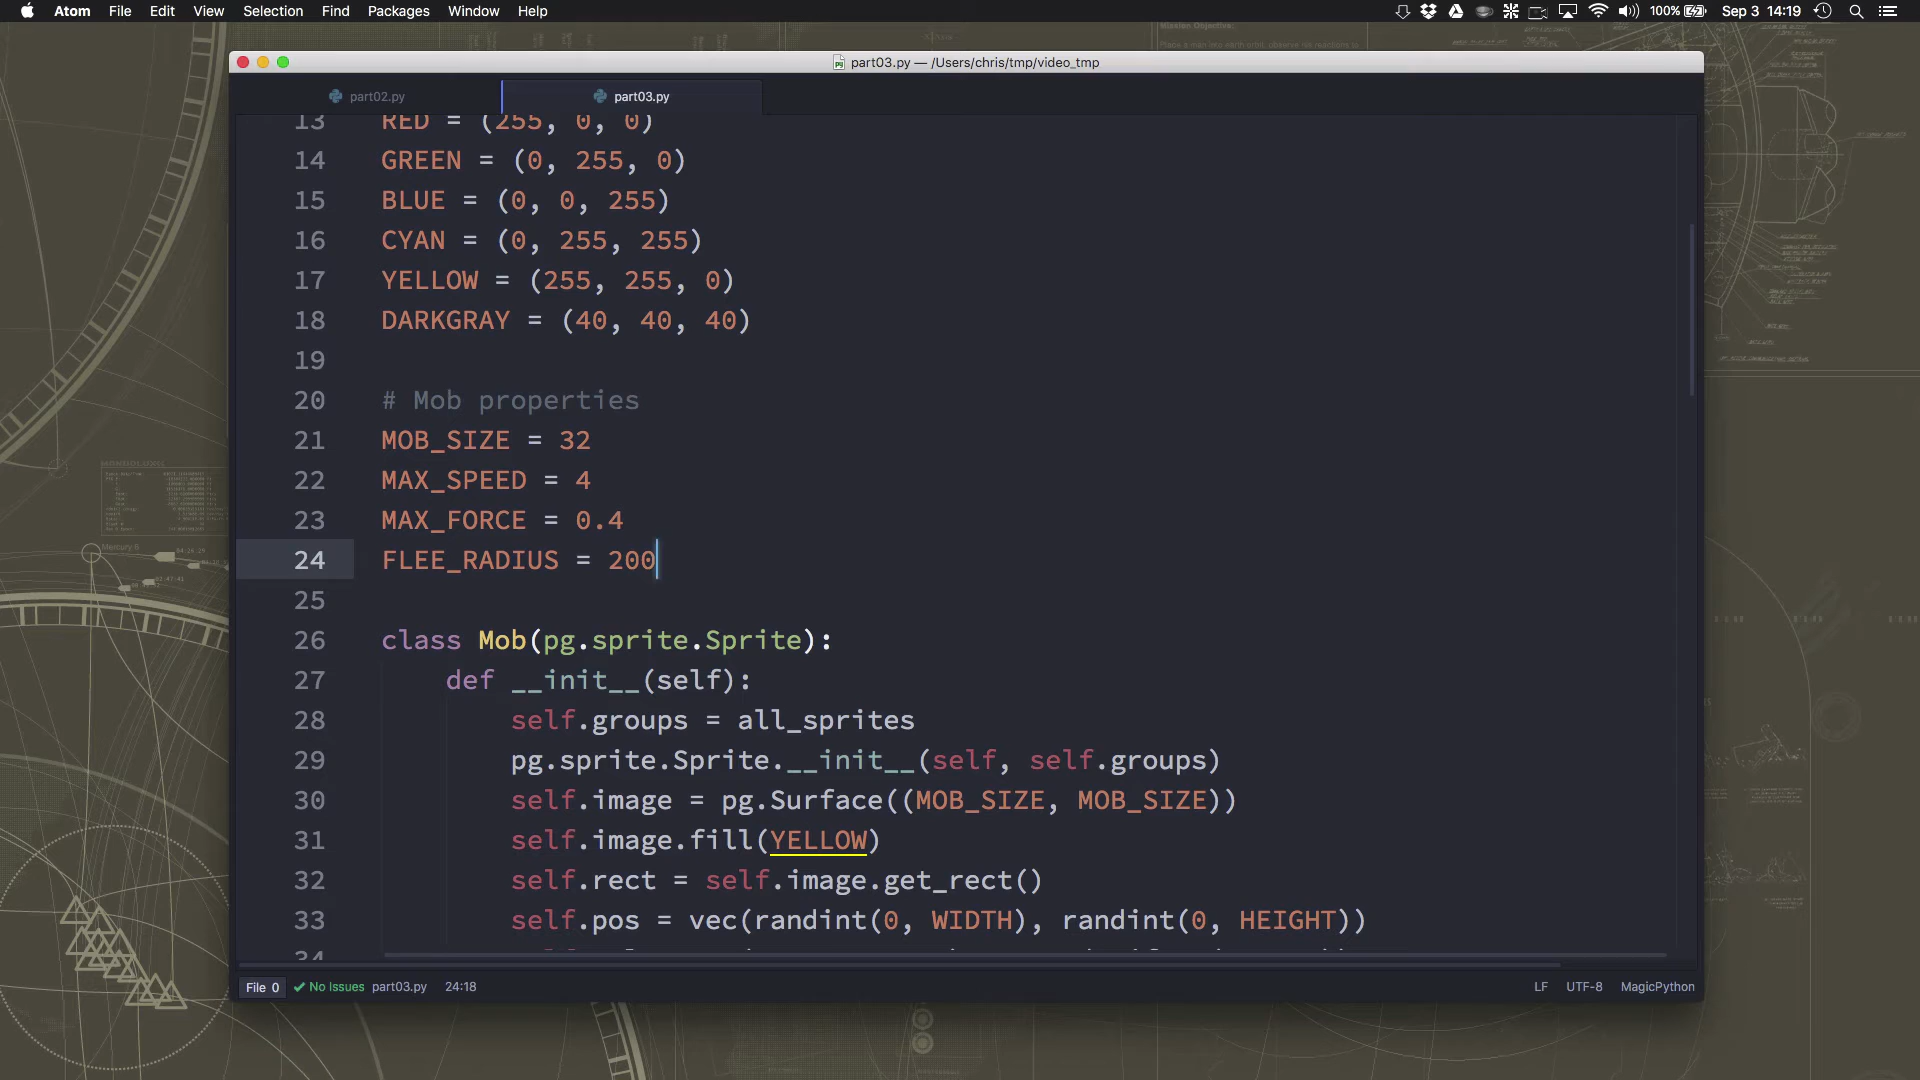 Atom File Edit View Selection Find Packages Window Help 100% Sep 3 14:19
part03.py — /Users/chris/tmp/video_tmp
part02.py part03.py
13 RED = (255, 0, 0)
14 GREEN = (0, 255, 0)
15 BLUE = (0, 0, 255)
16 CYAN = (0, 255, 255)
17 YELLOW = (255, 255, 0)
18 DARKGRAY = (40, 40, 40)
19
20 # Mob properties
21 MOB_SIZE = 32
22 MAX_SPEED = 4
23 MAX_FORCE = 0.4
24 FLEE_RADIUS = 200
25
26 class Mob(pg.sprite.Sprite):
27 def __init__(self):
28 self.groups = all_sprites
29 pg.sprite.Sprite.__init__(self, self.groups)
30 self.image = pg.Surface((MOB_SIZE, MOB_SIZE))
31 self.image.fill(YELLOW)
32 self.rect = self.image.get_rect()
33 self.pos = vec(randint(0, WIDTH), randint(0, HEIGHT))
34
File 0 No Issues part03.py 24:18 LF UTF-8 MagicPython